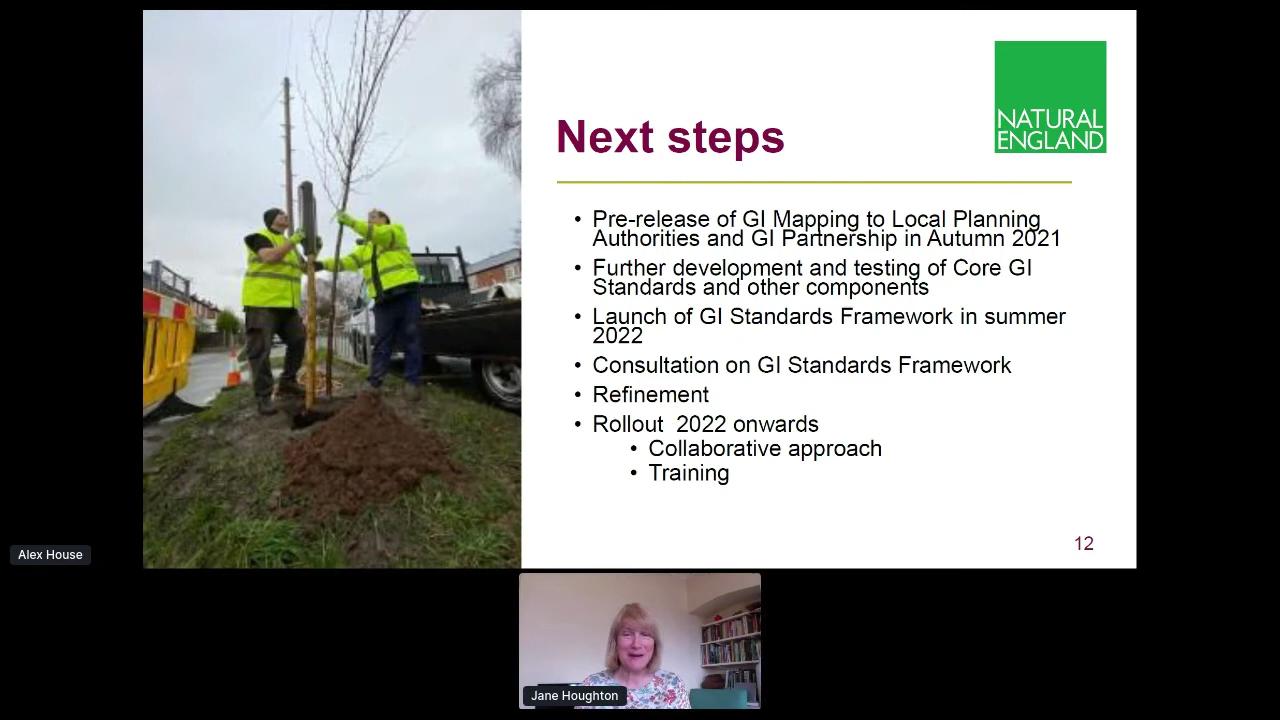 NATURAL
ENGLAND
Next steps
• Pre-release of GI Mapping to Local Planning
Authorities and GI Partnership in Autumn 2021
• Further development and testing of Core GI
Standards and other components
• Launch of GI Standards Framework in summer
2022
• Consultation on GI Standards Framework
• Refinement
• Rollout 2022 onwards
• Collaborative approach
• Training
12
Alex House
Jane Houghton